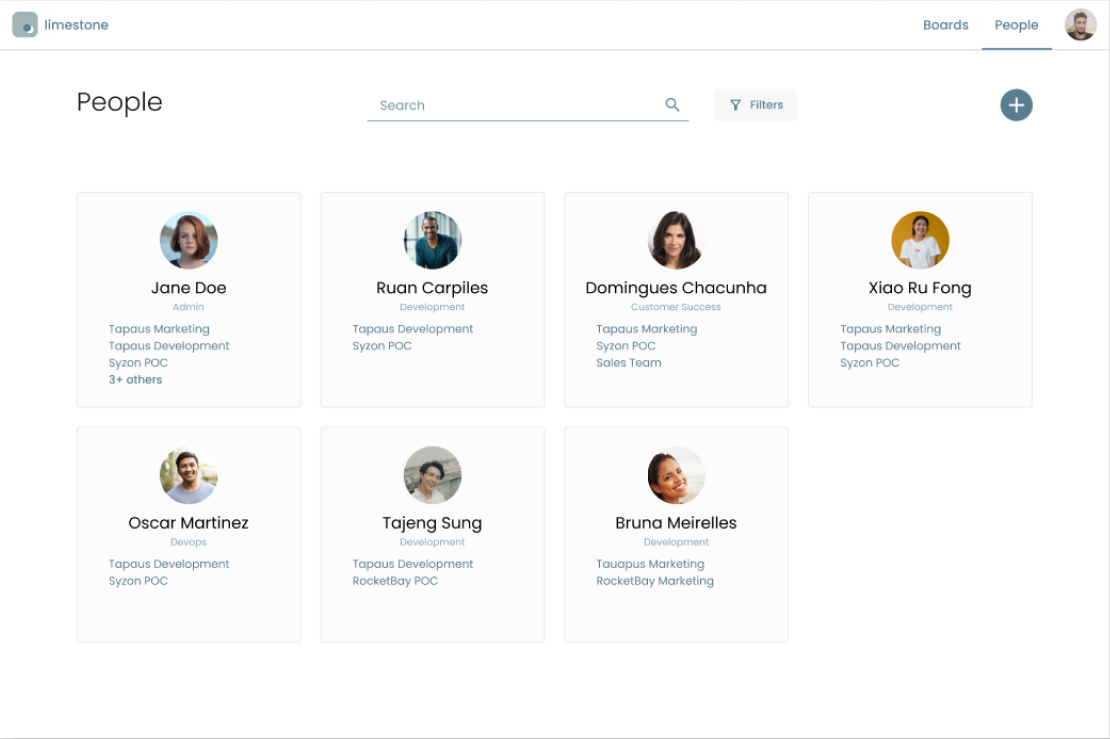 limestone
Boards
People
People
Search
Filters
Jane Doe
Admin
Tapaus Marketing
Tapaus Development
Syzon POC
3+ others
Ruan Carpiles
Development
Tapaus Development
Syzon POC
Domingues Chacunha
Customer Success
Tapaus Marketing
Syzon POC
Sales Team
Xiao Ru Fong
Development
Tapaus Marketing
Tapaus Development
Syzon POC
Oscar Martinez
Devops
Tapaus Development
Syzon POC
Tajeng Sung
Development
Tapaus Development
RocketBay POC
Bruna Meirelles
Development
Tauapus Marketing
RocketBay Marketing